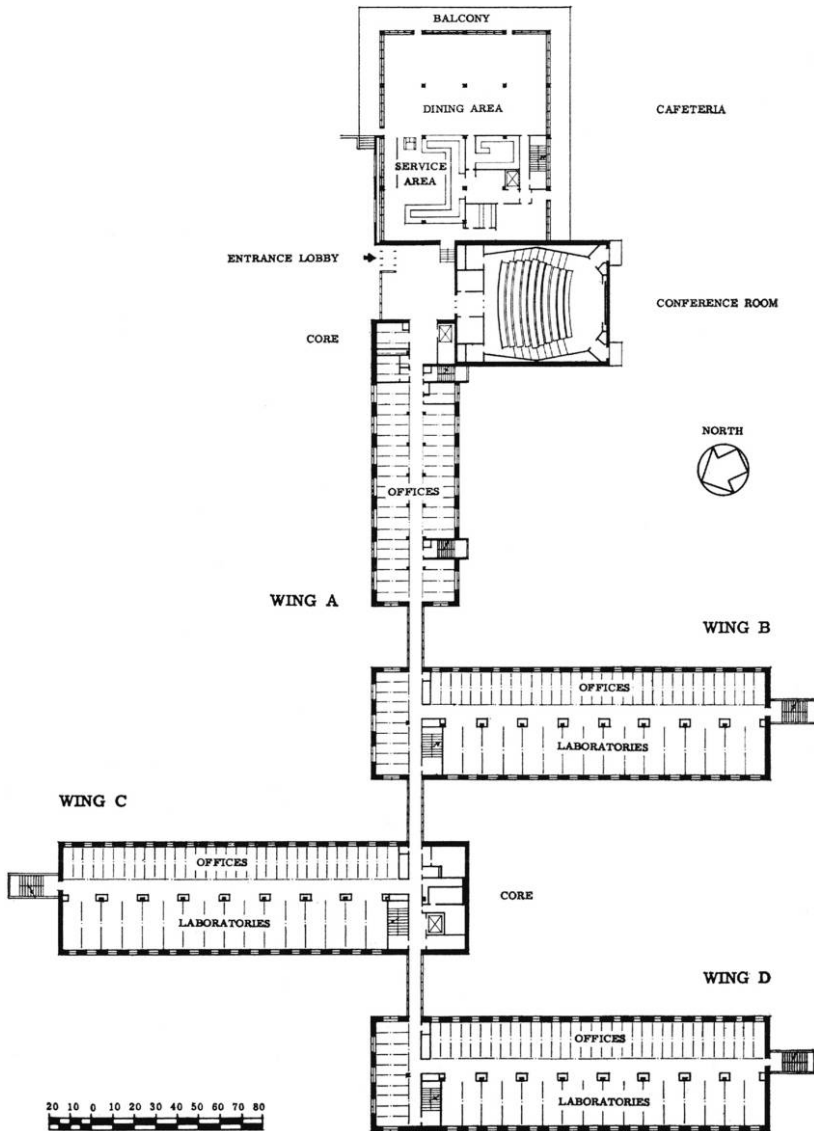 BALCONY
DINING AREA
CAFETERIA
SERVICE
AREA
ENTRANCE LOBBY
CONFERENCE ROOM
CORE
NORTH
OFFICES
WING A
WING B
OFFICES
LABORATORIES
WING C
OFFICES
CORE
LABORATORIES
WING D
OFFICES
LABORATORIES
20 10 0 20 30 40 50 60 70 80